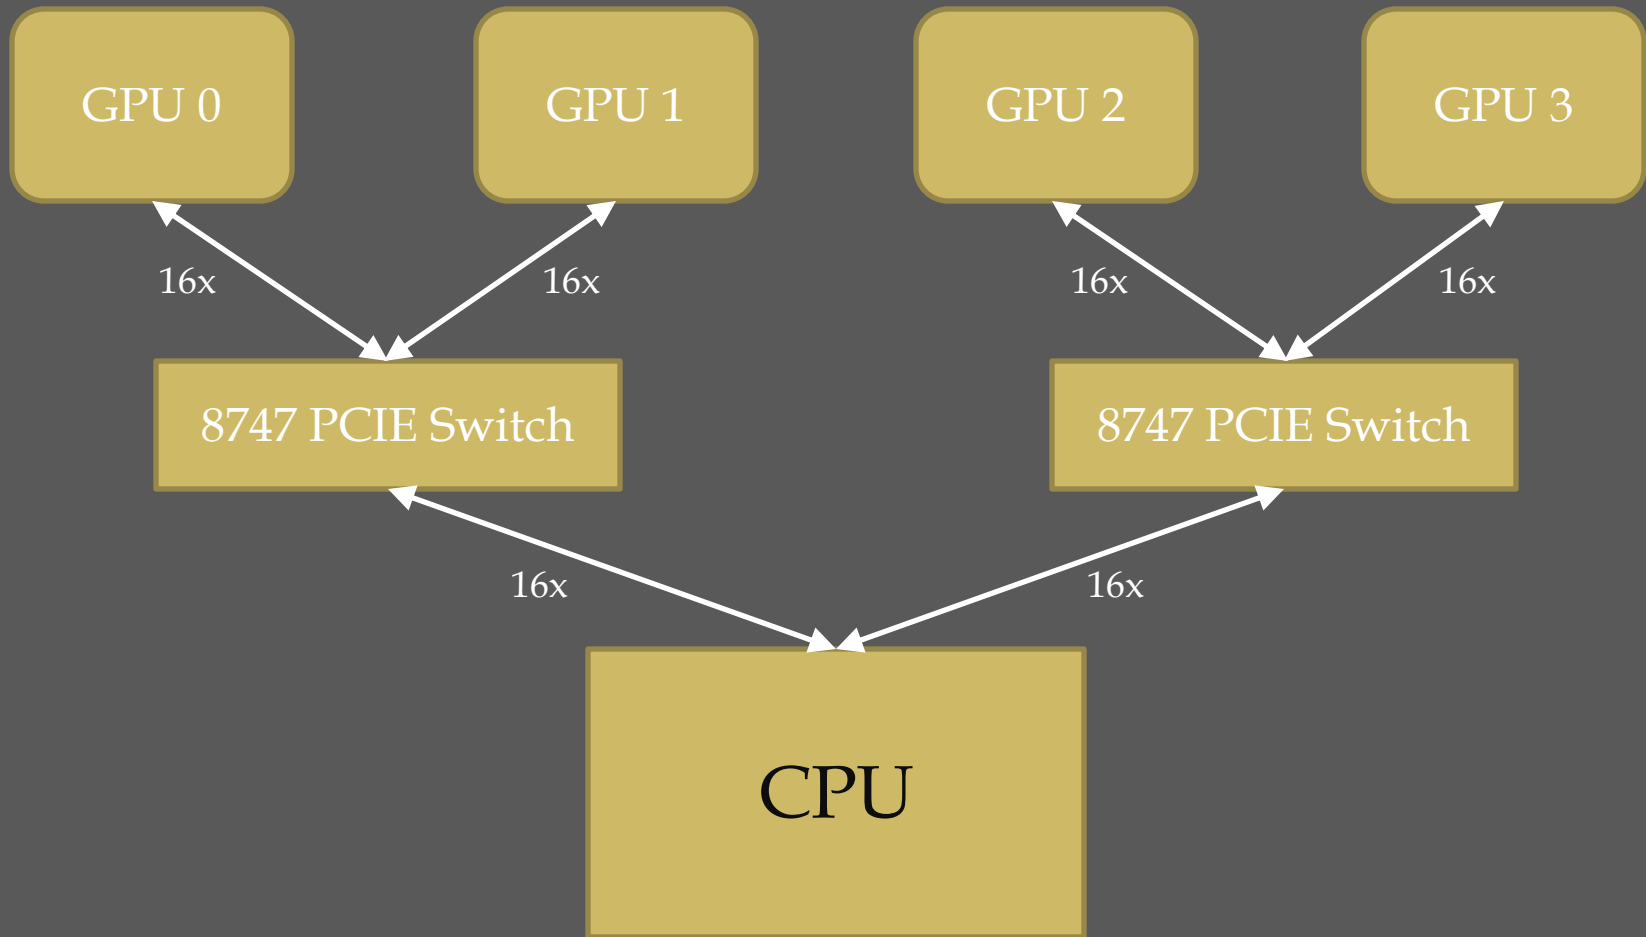 GPU 0
GPU 1
GPU 2
GPU 3
16x
16x
16x
16x
8747 PCIE Switch
8747 PCIE Switch
16x
16x
CPU